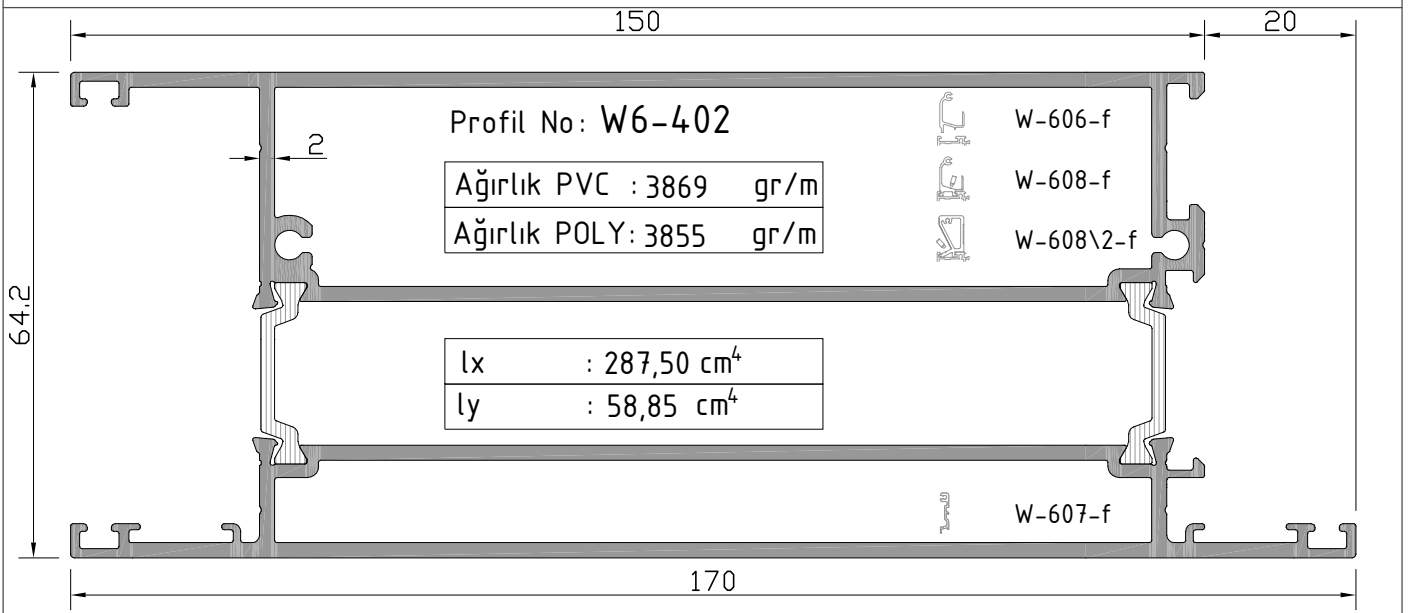 150
20
Profil No: W6-402
W-606-f
2
Ağırlık PVC : 3869 gr/m
W-608-f
Ağırlık POLY: 3855 gr/m
W-608\2-f
64.2
lx : 287,50 cm⁴
ly : 58,85 cm⁴
W-607-f
170